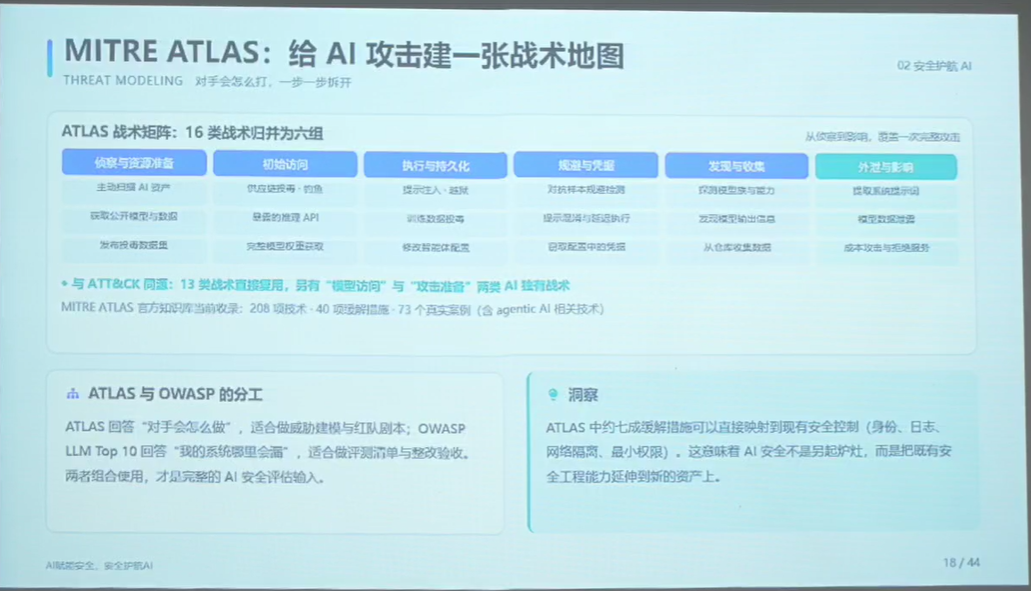 MITRE ATLAS：给 AI 攻击建一张战术地图
THREAT MODELING 对手会怎么打，一步一步拆开
02 安全护航 AI
ATLAS 战术矩阵：16 类战术归并为六组
从侦察到影响，覆盖一次完整攻击
侦察与资源准备 初始访问 执行与持久化 规避与凭据 发现与收集 外泄与影响
主动扫描 AI 资产 供应链投毒 · 钓鱼 提示注入 · 越狱 对抗样本规避检测 探测模型族与能力 提取系统提示词
获取公开模型与数据 暴露的推理 API 训练数据投毒 提示混淆与延迟执行 发现模型输出信息 模型数据泄露
发布投毒数据集 完整模型权重获取 修改智能体配置 窃取配置中的凭据 从仓库收集数据 成本攻击与拒绝服务
与 ATT&CK 同源：13 类战术直接复用，另有“模型访问”与“攻击准备”两类 AI 独有战术
MITRE ATLAS 官方知识库当前收录：208 项技术 · 40 项缓解措施 · 73 个真实案例（含 agentic AI 相关技术）
ATLAS 与 OWASP 的分工
ATLAS 回答“对手会怎么做”，适合做威胁建模与红队剧本；OWASP
LLM Top 10 回答“我的系统哪里会漏”，适合做评测清单与整改验收。
两者组合使用，才是完整的 AI 安全评估输入。
洞察
ATLAS 中约七成缓解措施可以直接映射到现有安全控制（身份、日志、
网络隔离、最小权限）。这意味着 AI 安全不是另起炉灶，而是把既有安
全工程能力延伸到新的资产上。
AI赋能安全，安全护航AI
18 / 44